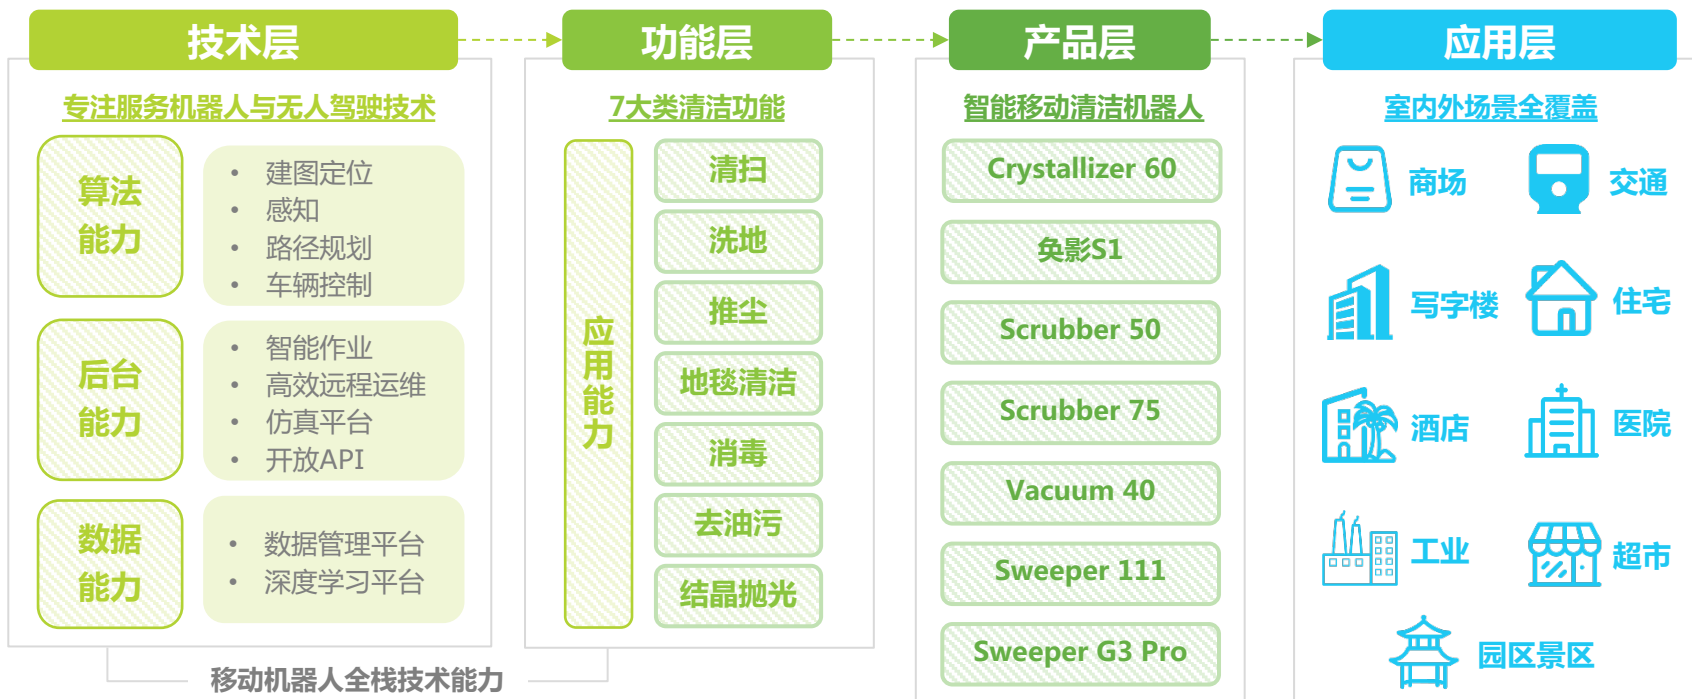 技术层
专注服务机器人与无人驾驶技术
算法
能力
• 建图定位
• 感知
• 路径规划
• 车辆控制
后台
能力
• 智能作业
• 高效远程运维
• 仿真平台
• 开放API
数据
能力
• 数据管理平台
• 深度学习平台
功能层
7大类清洁功能
应用能力
清扫
洗地
推尘
地毯清洁
消毒
去油污
结晶抛光
移动机器人全栈技术能力
产品层
智能移动清洁机器人
Crystallizer 60
奂影S1
Scrubber 50
Scrubber 75
Vacuum 40
Sweeper 111
Sweeper G3 Pro
应用层
室内外场景全覆盖
商场
交通
写字楼
住宅
酒店
医院
工业
超市
园区景区